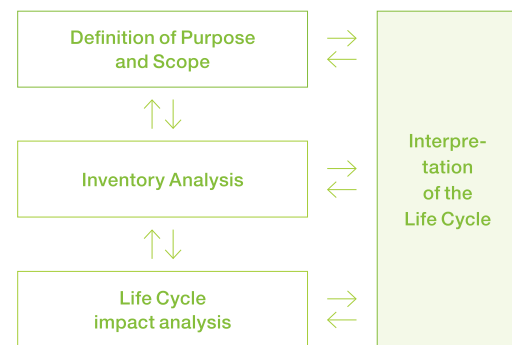 Definition of Purpose
and Scope
Inventory Analysis
Life Cycle
impact analysis
Interpre-
tation
of the
Life Cycle